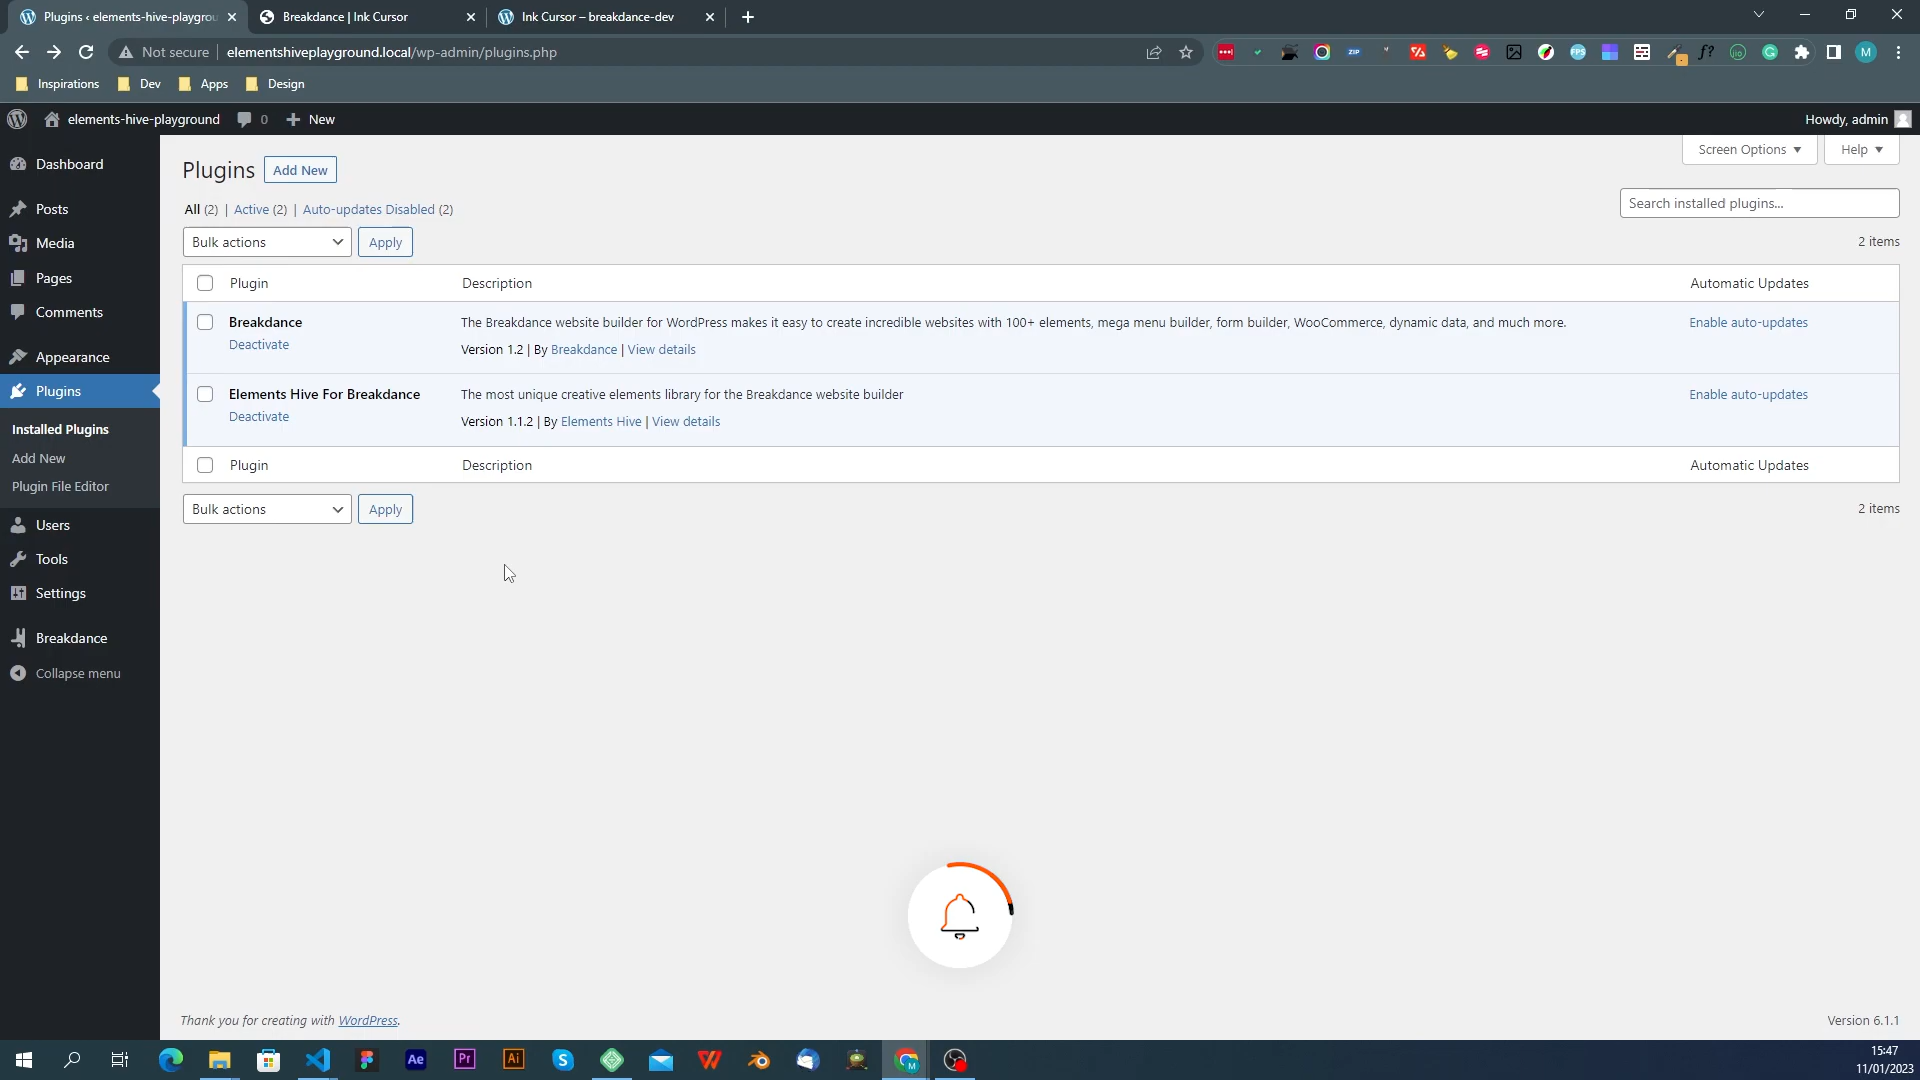 Plugins ‹ elements-hive-playgrou
Breakdance | Ink Cursor
Ink Cursor – breakdance-dev
Not secure
elementshiveplayground.local/wp-admin/plugins.php
Inspirations
Dev
Apps
Design
elements-hive-playground
0
New
Howdy, admin
Dashboard
Posts
Media
Pages
Comments
Appearance
Plugins
Installed Plugins
Add New
Plugin File Editor
Users
Tools
Settings
Breakdance
Collapse menu
Plugins
Add New
Screen Options
Help
All (2) | Active (2) | Auto-updates Disabled (2)
Search installed plugins...
Bulk actions
Apply
2 items
Plugin
Description
Automatic Updates
Breakdance
Deactivate
The Breakdance website builder for WordPress makes it easy to create incredible websites with 100+ elements, mega menu builder, form builder, WooCommerce, dynamic data, and much more.
Version 1.2 | By Breakdance | View details
Enable auto-updates
Elements Hive For Breakdance
Deactivate
The most unique creative elements library for the Breakdance website builder
Version 1.1.2 | By Elements Hive | View details
Enable auto-updates
Plugin
Description
Automatic Updates
Bulk actions
Apply
2 items
Thank you for creating with WordPress.
Version 6.1.1
Ae
Pr
Ai
S
M
15:47
11/01/2023